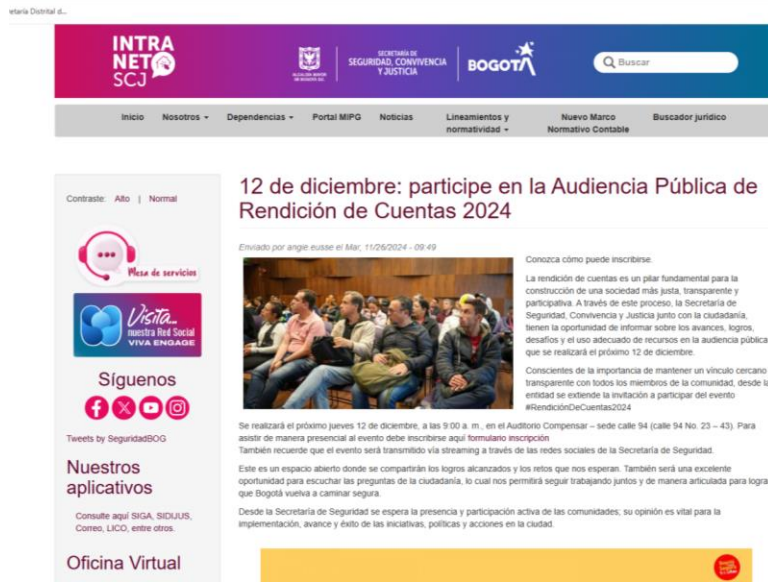 etaría Distrital d...
INTRA
NET
SCJ
ALCALDÍA MAYOR
DE BOGOTÁ D.C.
SECRETARÍA DE
SEGURIDAD, CONVIVENCIA
Y JUSTICIA
BOGOTÁ
Buscar
Inicio Nosotros Dependencias Portal MIPG Noticias Lineamientos y normatividad Nuevo Marco Normativo Contable Buscador jurídico
Contraste: Alto | Normal
Mesa de servicios
Visita...
nuestra Red Social
VIVA ENGAGE
Síguenos
Tweets by SeguridadBOG
Nuestros
aplicativos
Consulte aquí SIGA, SIDIJUS,
Correo, LICO, entre otros.
Oficina Virtual
12 de diciembre: participe en la Audiencia Pública de
Rendición de Cuentas 2024
Enviado por angie eusse el Mar, 11/26/2024 - 09:49
Conozca cómo puede inscribirse.
La rendición de cuentas es un pilar fundamental para la
construcción de una sociedad más justa, transparente y
participativa. A través de este proceso, la Secretaría de
Seguridad, Convivencia y Justicia junto con la ciudadanía,
tienen la oportunidad de informar sobre los avances, logros,
desafíos y el uso adecuado de recursos en la audiencia pública
que se realizará el próximo 12 de diciembre.
Conscientes de la importancia de mantener un vínculo cercano
transparente con todos los miembros de la comunidad, desde la
entidad se extiende la invitación a participar del evento
#RendiciónDeCuentas2024
Se realizará el próximo jueves 12 de diciembre, a las 9:00 a. m., en el Auditorio Compensar – sede calle 94 (calle 94 No. 23 – 43). Para
asistir de manera presencial al evento debe inscribirse aquí formulario inscripción
También recuerde que el evento será transmitido vía streaming a través de las redes sociales de la Secretaría de Seguridad.
Este es un espacio abierto donde se compartirán los logros alcanzados y los retos que nos esperan. También será una excelente
oportunidad para escuchar las preguntas de la ciudadanía, lo cual nos permitirá seguir trabajando juntos y de manera articulada para logra
que Bogotá vuelva a caminar segura.
Desde la Secretaría de Seguridad se espera la presencia y participación activa de las comunidades; su opinión es vital para la
implementación, avance y éxito de las iniciativas, políticas y acciones en la ciudad.